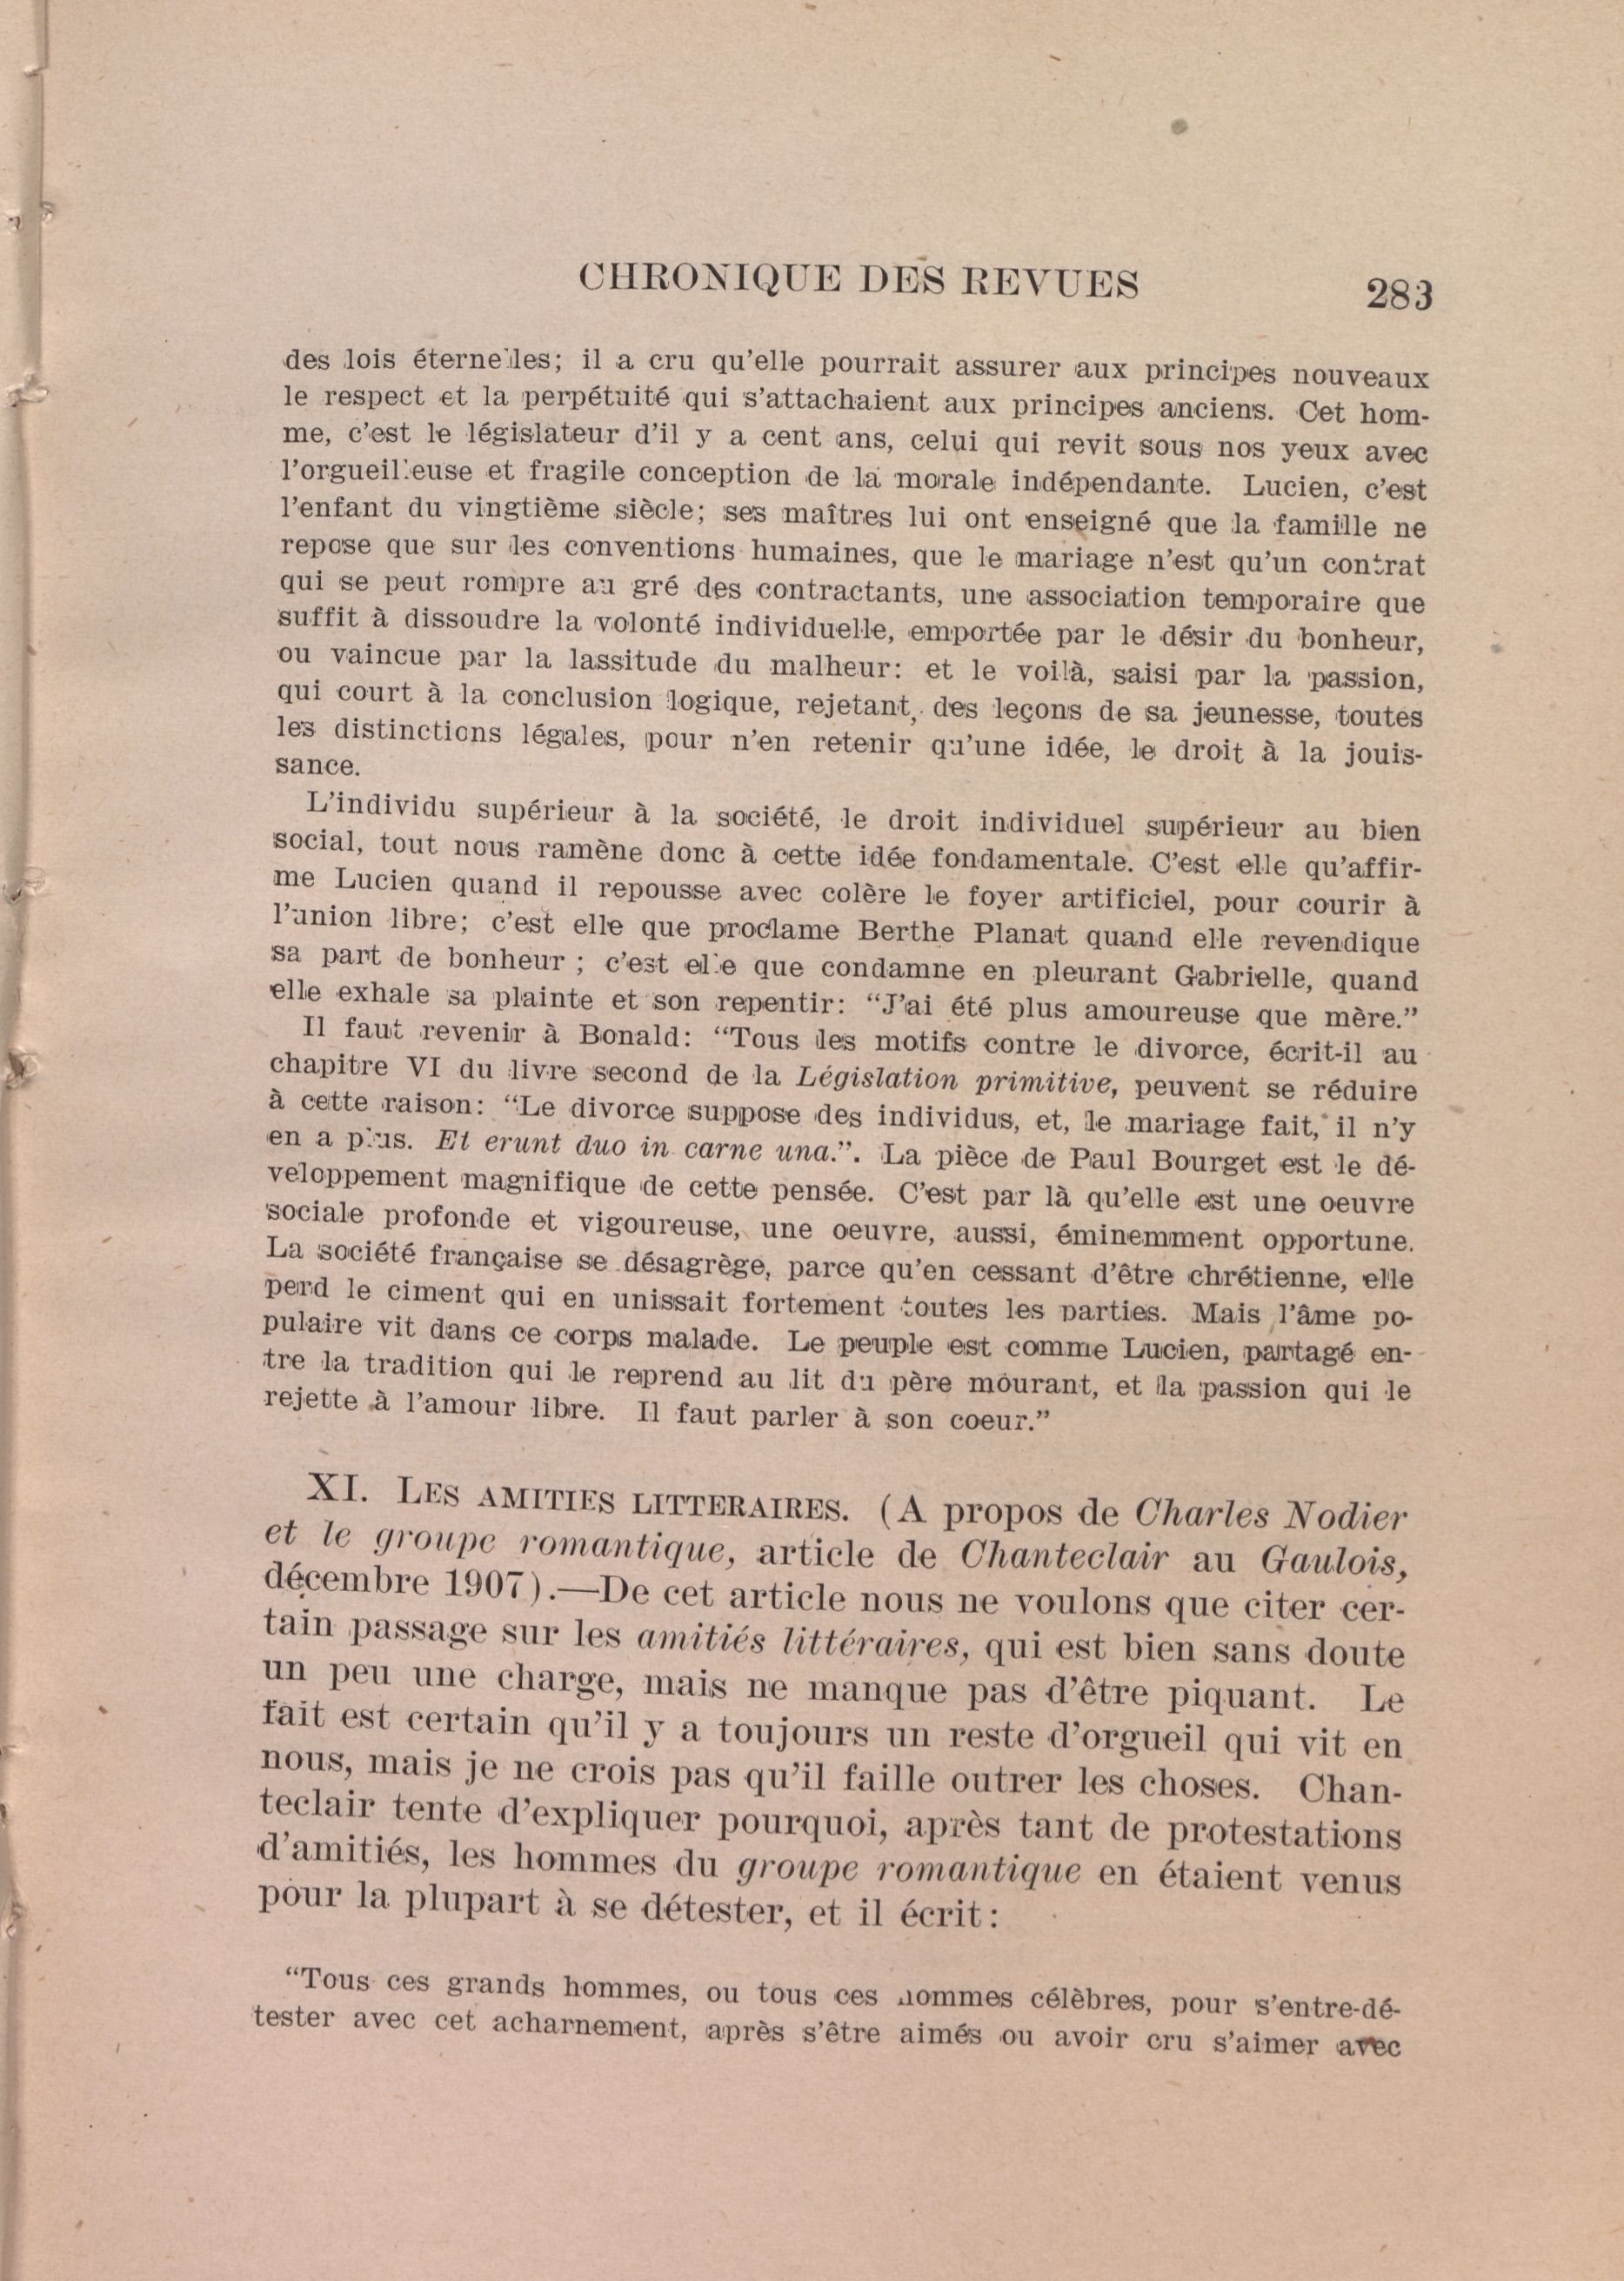 CHRONIQUE DES REVUES 283
des lois éternelles; il a cru qu'elle pourrait assurer aux principes nouveaux
le respect et la perpétuité qui s'attachaient aux principes anciens. Cet hom-
me, c'est le législateur d'il y a cent ans, celui qui revit sous nos yeux avec
l'orgueilleuse et fragile conception de la morale indépendante. Lucien, c'est
l'enfant du vingtième siècle; ses maîtres lui ont enseigné que la famille ne
repose que sur les conventions humaines, que le mariage n'est qu'un contrat
qui se peut rompre au gré des contractants, une association temporaire que
suffit à dissoudre la volonté individuelle, emportée par le désir du bonheur,
ou vaincue par la lassitude du malheur: et le voilà, saisi par la passion,
qui court à la conclusion logique, rejetant, des leçons de sa jeunesse, toutes
les distinctions légales, pour n'en retenir qu'une idée, le droit à la jouis-
sance.
L'individu supérieur à la société, le droit individuel supérieur au bien
social, tout nous ramène donc à cette idée fondamentale. C'est elle qu'affir-
me Lucien quand il repousse avec colère le foyer artificiel, pour courir à
l'union libre; c'est elle que proclame Berthe Planat quand elle revendique
sa part de bonheur ; c'est elle que condamne en pleurant Gabrielle, quand
elle exhale sa plainte et son repentir: "J'ai été plus amoureuse que mère."
Il faut revenir à Bonald: "Tous les motifs contre le divorce, écrit-il au
chapitre VI du livre second de la Législation primitive, peuvent se réduire
à cette raison: "Le divorce suppose des individus, et, le mariage fait, il n'y
en a plus. Et erunt duo in carne una.". La pièce de Paul Bourget est le dé-
veloppement magnifique de cette pensée. C'est par là qu'elle est une oeuvre
sociale profonde et vigoureuse, une oeuvre, aussi, éminemment opportune.
La société française se désagrège, parce qu'en cessant d'être chrétienne, elle
perd le ciment qui en unissait fortement toutes les parties. Mais l'âme po-
pulaire vit dans ce corps malade. Le peuple est comme Lucien, partagé en-
tre la tradition qui le reprend au lit du père mourant, et la passion qui le
rejette à l'amour libre. Il faut parler à son coeur."
XI. LES AMITIES LITTERAIRES. (A propos de Charles Nodier
et le groupe romantique, article de Chanteclair au Gaulois,
décembre 1907).—De cet article nous ne voulons que citer cer-
tain passage sur les amitiés littéraires, qui est bien sans doute
un peu une charge, mais ne manque pas d'être piquant. Le
fait est certain qu'il y a toujours un reste d'orgueil qui vit en
nous, mais je ne crois pas qu'il faille outrer les choses. Chan-
teclair tente d'expliquer pourquoi, après tant de protestations
d'amitiés, les hommes du groupe romantique en étaient venus
pour la plupart à se détester, et il écrit:
"Tous ces grands hommes, ou tous ces hommes célèbres, pour s'entre-dé-
tester avec cet acharnement, après s'être aimés ou avoir cru s'aimer avec